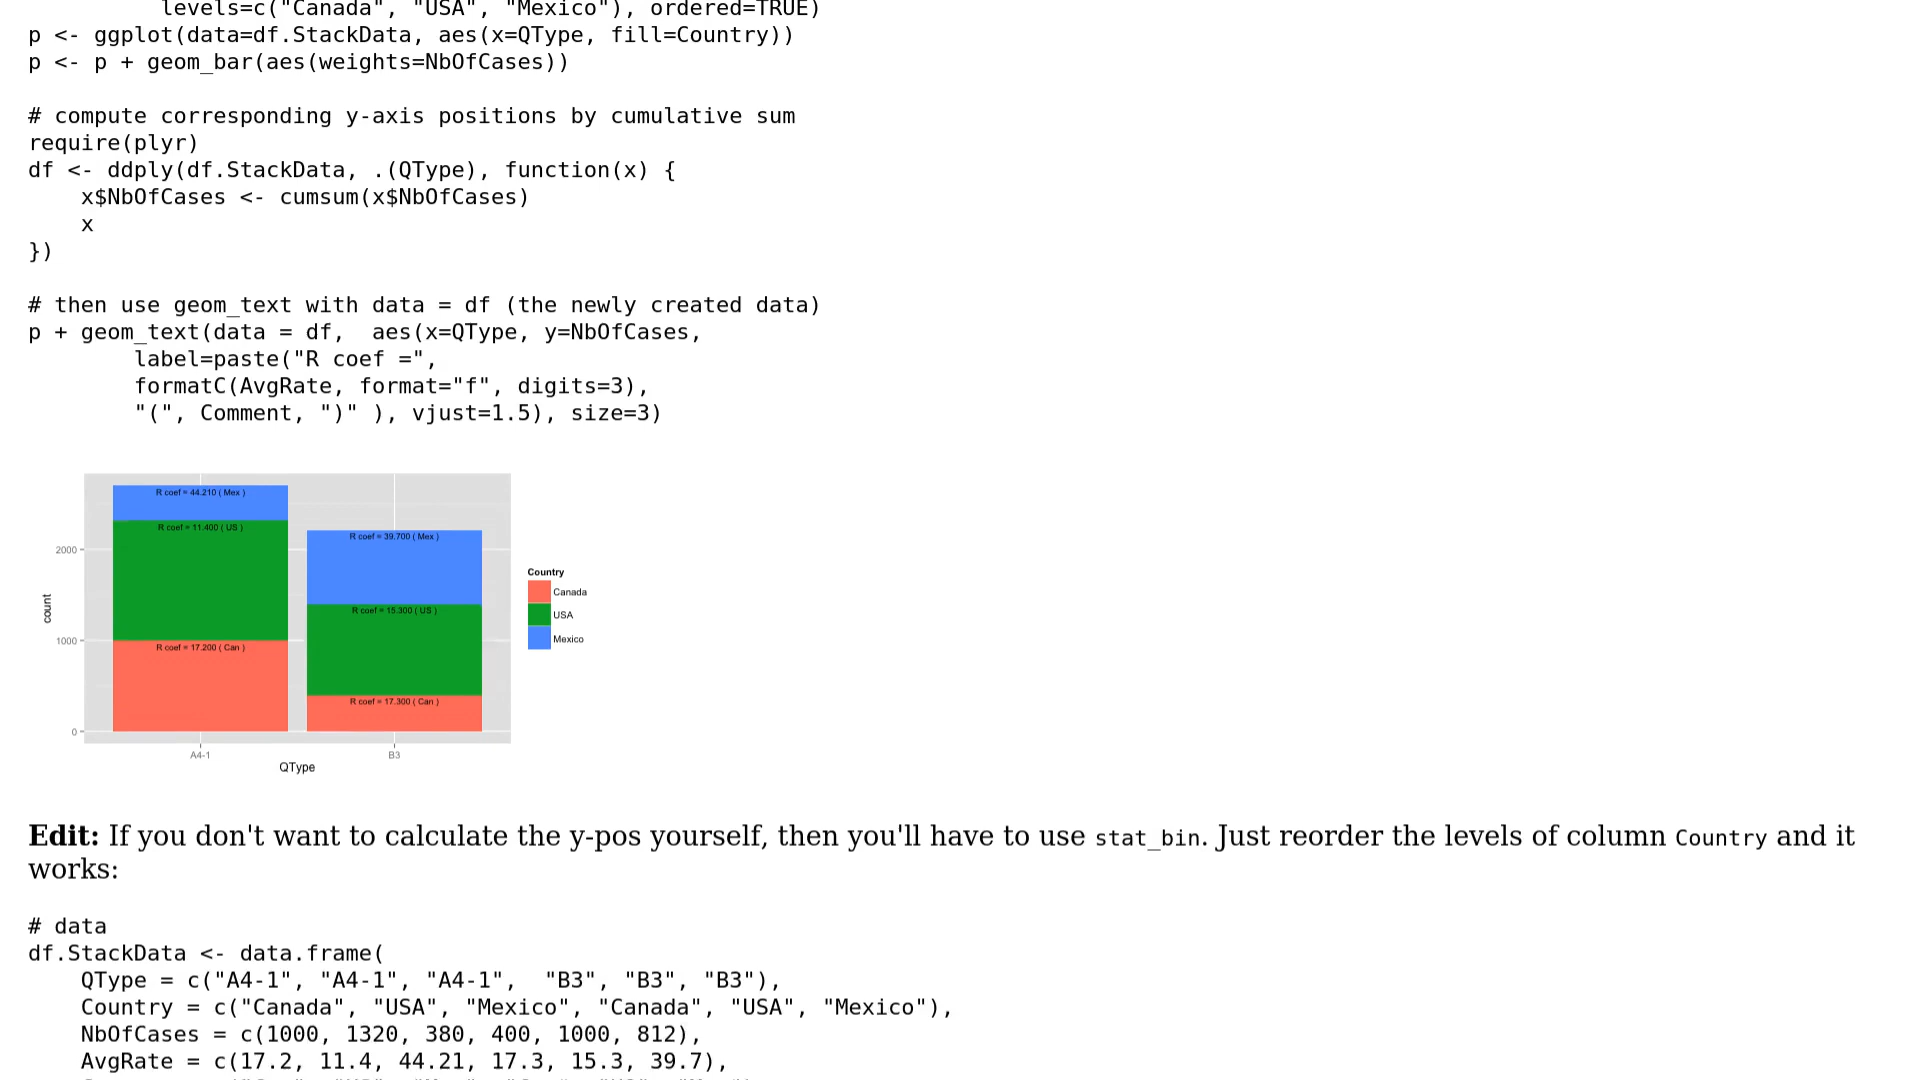 levels=c("Canada", "USA", "Mexico"), ordered=TRUE)
p <- ggplot(data=df.StackData, aes(x=QType, fill=Country))
p <- p + geom_bar(aes(weights=NbOfCases))
# compute corresponding y-axis positions by cumulative sum
require(plyr)
df <- ddply(df.StackData, .(QType), function(x) {
x$NbOfCases <- cumsum(x$NbOfCases)
x
})
# then use geom_text with data = df (the newly created data)
p + geom_text(data = df,  aes(x=QType, y=NbOfCases,
label=paste("R coef =",
formatC(AvgRate, format="f", digits=3),
"(", Comment, ")" ), vjust=1.5), size=3)
R coef = 44.210 ( Mex )
R coef = 11.400 ( US )
R coef = 39.700 ( Mex )
2000
Country
Canada
USA
Mexico
count
R coef = 15.300 ( US )
1000
R coef = 17.200 ( Can )
R coef = 17.300 ( Can )
0
A4-1
B3
QType
Edit: If you don't want to calculate the y-pos yourself, then you'll have to use stat_bin. Just reorder the levels of column Country and it
works:
# data
df.StackData <- data.frame(
QType = c("A4-1", "A4-1", "A4-1",  "B3", "B3", "B3"),
Country = c("Canada", "USA", "Mexico", "Canada", "USA", "Mexico"),
NbOfCases = c(1000, 1320, 380, 400, 1000, 812),
AvgRate = c(17.2, 11.4, 44.21, 17.3, 15.3, 39.7),